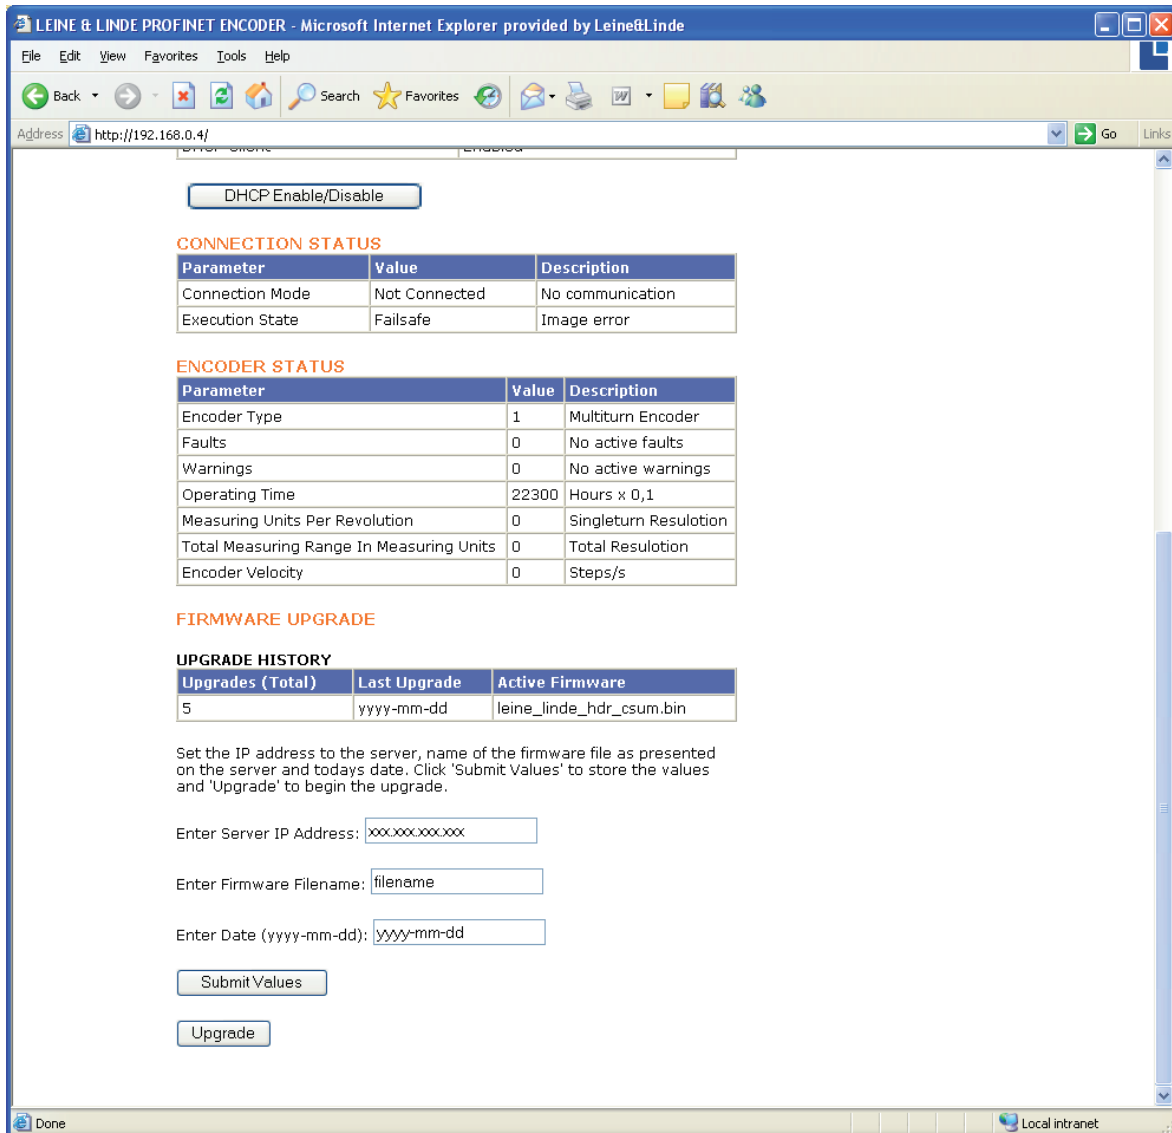 LEINE & LINDE PROFINET ENCODER - Microsoft Internet Explorer provided by Leine&Linde
File Edit View Favorites Tools Help
Back Search Favorites
Address http://192.168.0.4/ Go Links
DHCP Client Enabled
DHCP Enable/Disable
CONNECTION STATUS
Parameter Value Description
Connection Mode Not Connected No communication
Execution State Failsafe Image error
ENCODER STATUS
Parameter Value Description
Encoder Type 1 Multiturn Encoder
Faults 0 No active faults
Warnings 0 No active warnings
Operating Time 22300 Hours x 0,1
Measuring Units Per Revolution 0 Singleturn Resulotion
Total Measuring Range In Measuring Units 0 Total Resulotion
Encoder Velocity 0 Steps/s
FIRMWARE UPGRADE
UPGRADE HISTORY
Upgrades (Total) Last Upgrade Active Firmware
5 yyyy-mm-dd leine_linde_hdr_csum.bin
Set the IP address to the server, name of the firmware file as presented
on the server and todays date. Click 'Submit Values' to store the values
and 'Upgrade' to begin the upgrade.
Enter Server IP Address: xxx.xxx.xxx.xxx
Enter Firmware Filename: filename
Enter Date (yyyy-mm-dd): yyyy-mm-dd
Submit Values
Upgrade
Done Local intranet